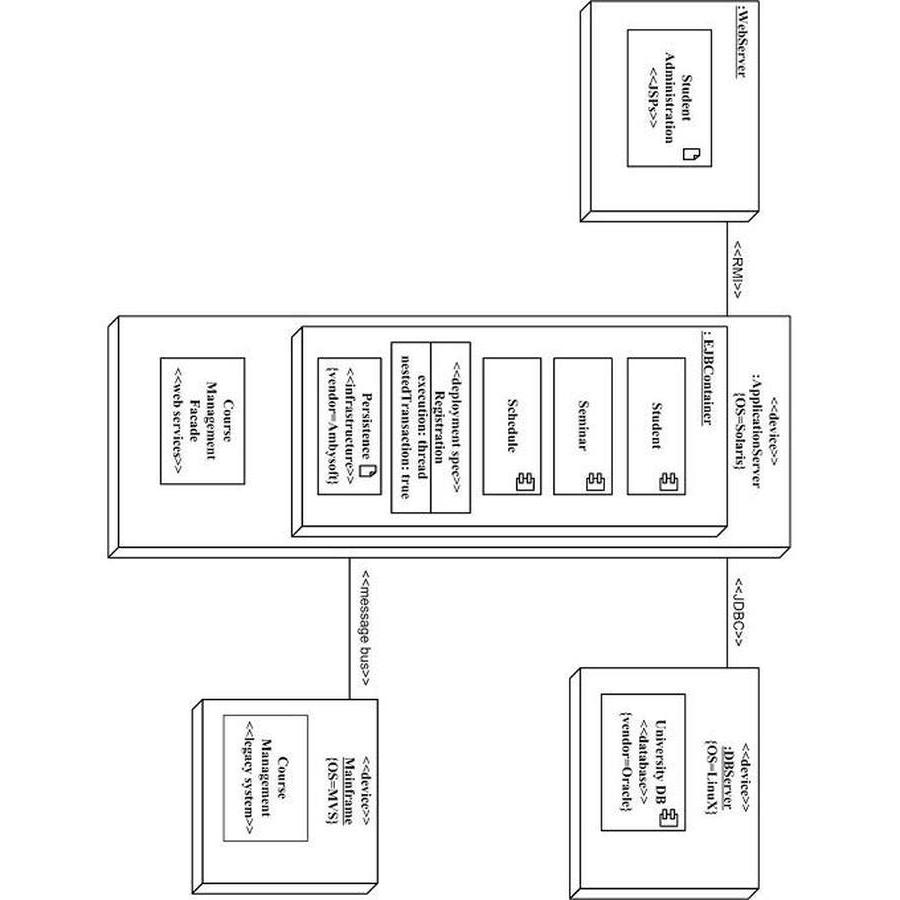 :WebServer
Student
Administration
<<JSPs>>
<<RMI>>
<<device>>
:ApplicationServer
{OS=Solaris}
: EJBContainer
Student
Seminar
Schedule
<<deployment spec>>
Registration
execution: thread
nestedTransaction: true
Persistence
<<infrastructure>>
{vendor=Ambysoft}
Course
Management
Facade
<<web services>>
<<JDBC>>
<<device>>
:DBServer
{OS=LinuX}
University DB
<<database>>
{vendor=Oracle}
<<message bus>>
<<device>>
Mainframe
{OS=MVS}
Course
Management
<<legacy system>>